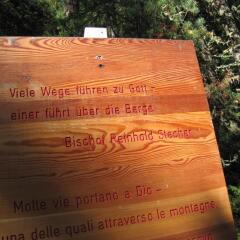 Viele Wege führen zu Gott -
einer führt über die Berge
Bischof Reinhold Stecher
Molte vie portano a Dio -
una delle quali attraverso le montagne.